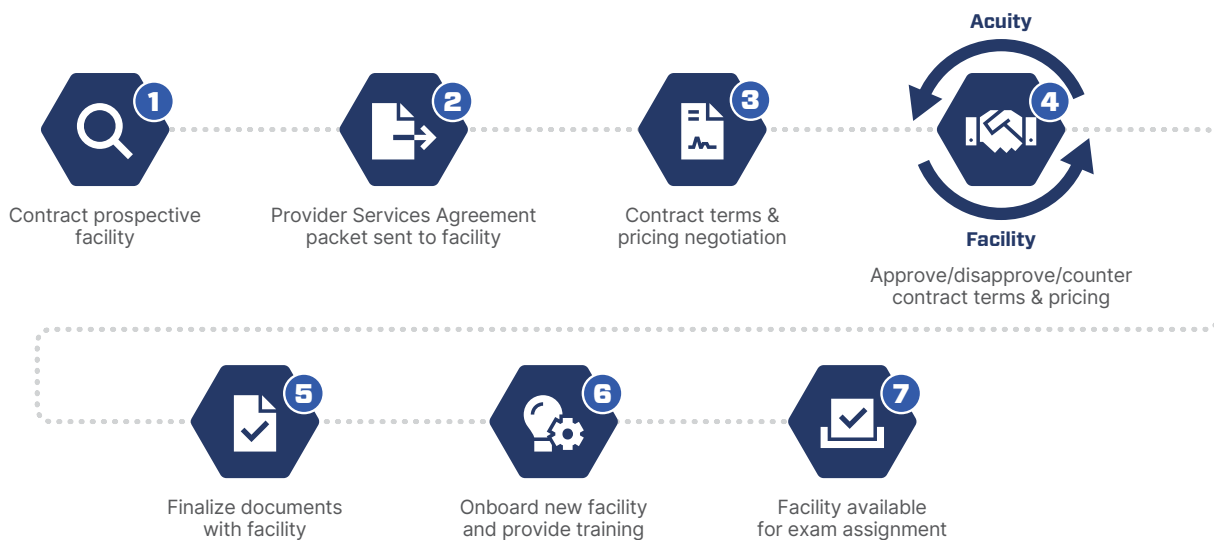 Acuity
1
2
3
4
Contract prospective
facility
Provider Services Agreement
packet sent to facility
Contract terms &
pricing negotiation
Facility
Approve/disapprove/counter
contract terms & pricing
5
6
7
Finalize documents
with facility
Onboard new facility
and provide training
Facility available
for exam assignment